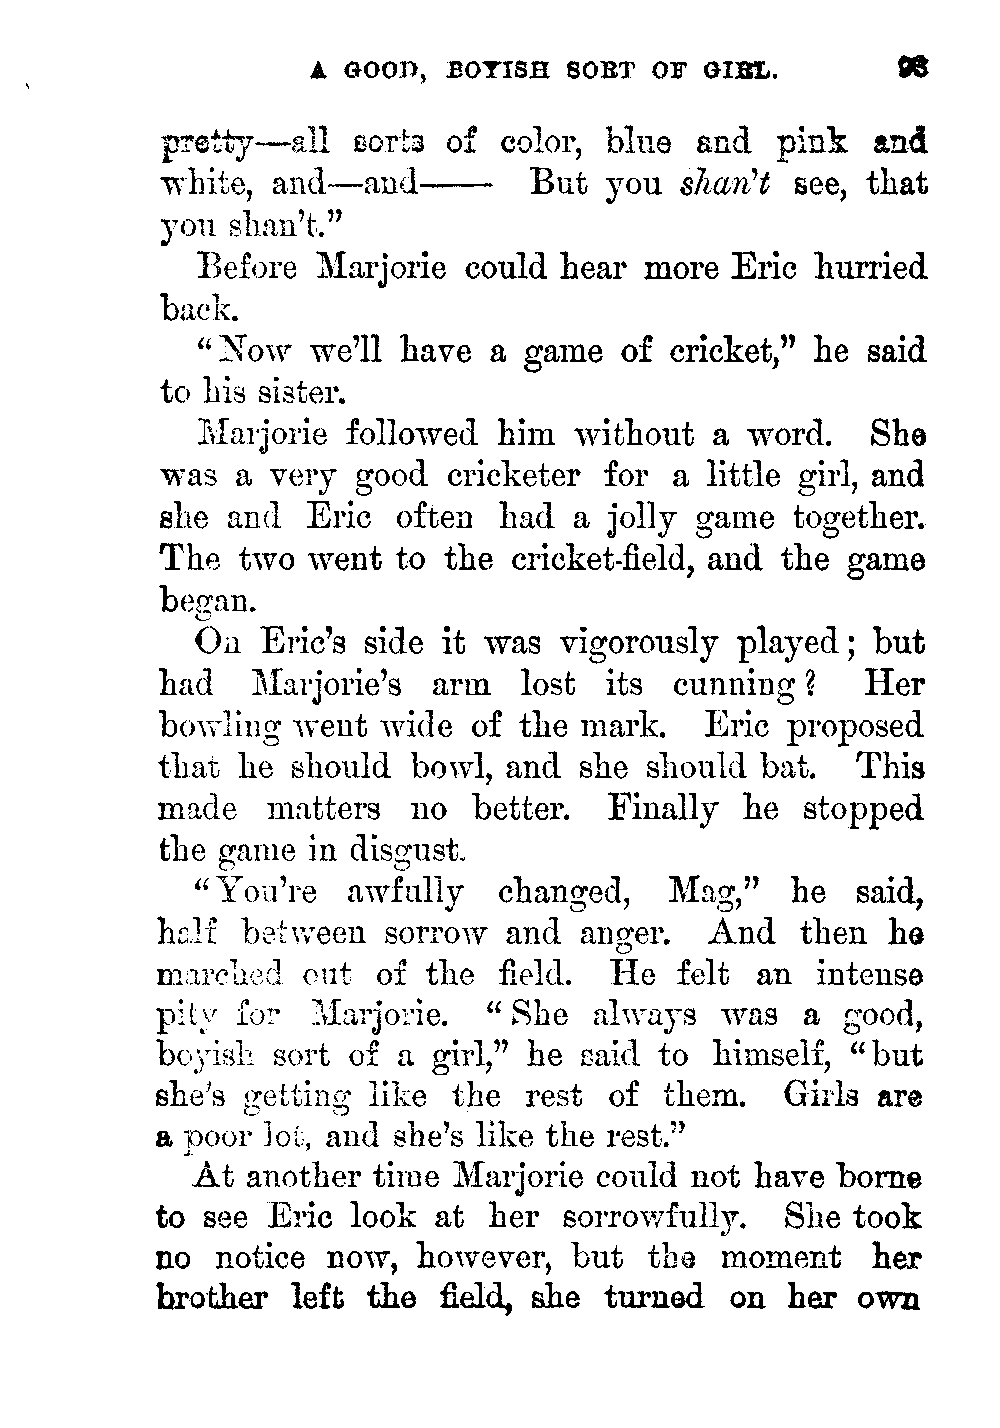 A GOOD, BOYISH SORT OF GIRL. 93
pretty—all sorts of color, blue and pink and
white, and—and—— But you shan't see, that
you shan't.”
Before Marjorie could hear more Eric hurried
back.
“Now we'll have a game of cricket,” he said
to his sister.
Marjorie followed him without a word. She
was a very good cricketer for a little girl, and
she and Eric often had a jolly game together.
The two went to the cricket-field, and the game
began.
On Eric's side it was vigorously played; but
had Marjorie's arm lost its cunning? Her
bowling went wide of the mark. Eric proposed
that he should bowl, and she should bat. This
made matters no better. Finally he stopped
the game in disgust.
“You're awfully changed, Mag,” he said,
half between sorrow and anger. And then he
marched out of the field. He felt an intense
pity for Marjorie. “She always was a good,
boyish sort of a girl,” he said to himself, “but
she's getting like the rest of them. Girls are
a poor lot, and she's like the rest.”
At another time Marjorie could not have borne
to see Eric look at her sorrowfully. She took
no notice now, however, but the moment her
brother left the field, she turned on her own